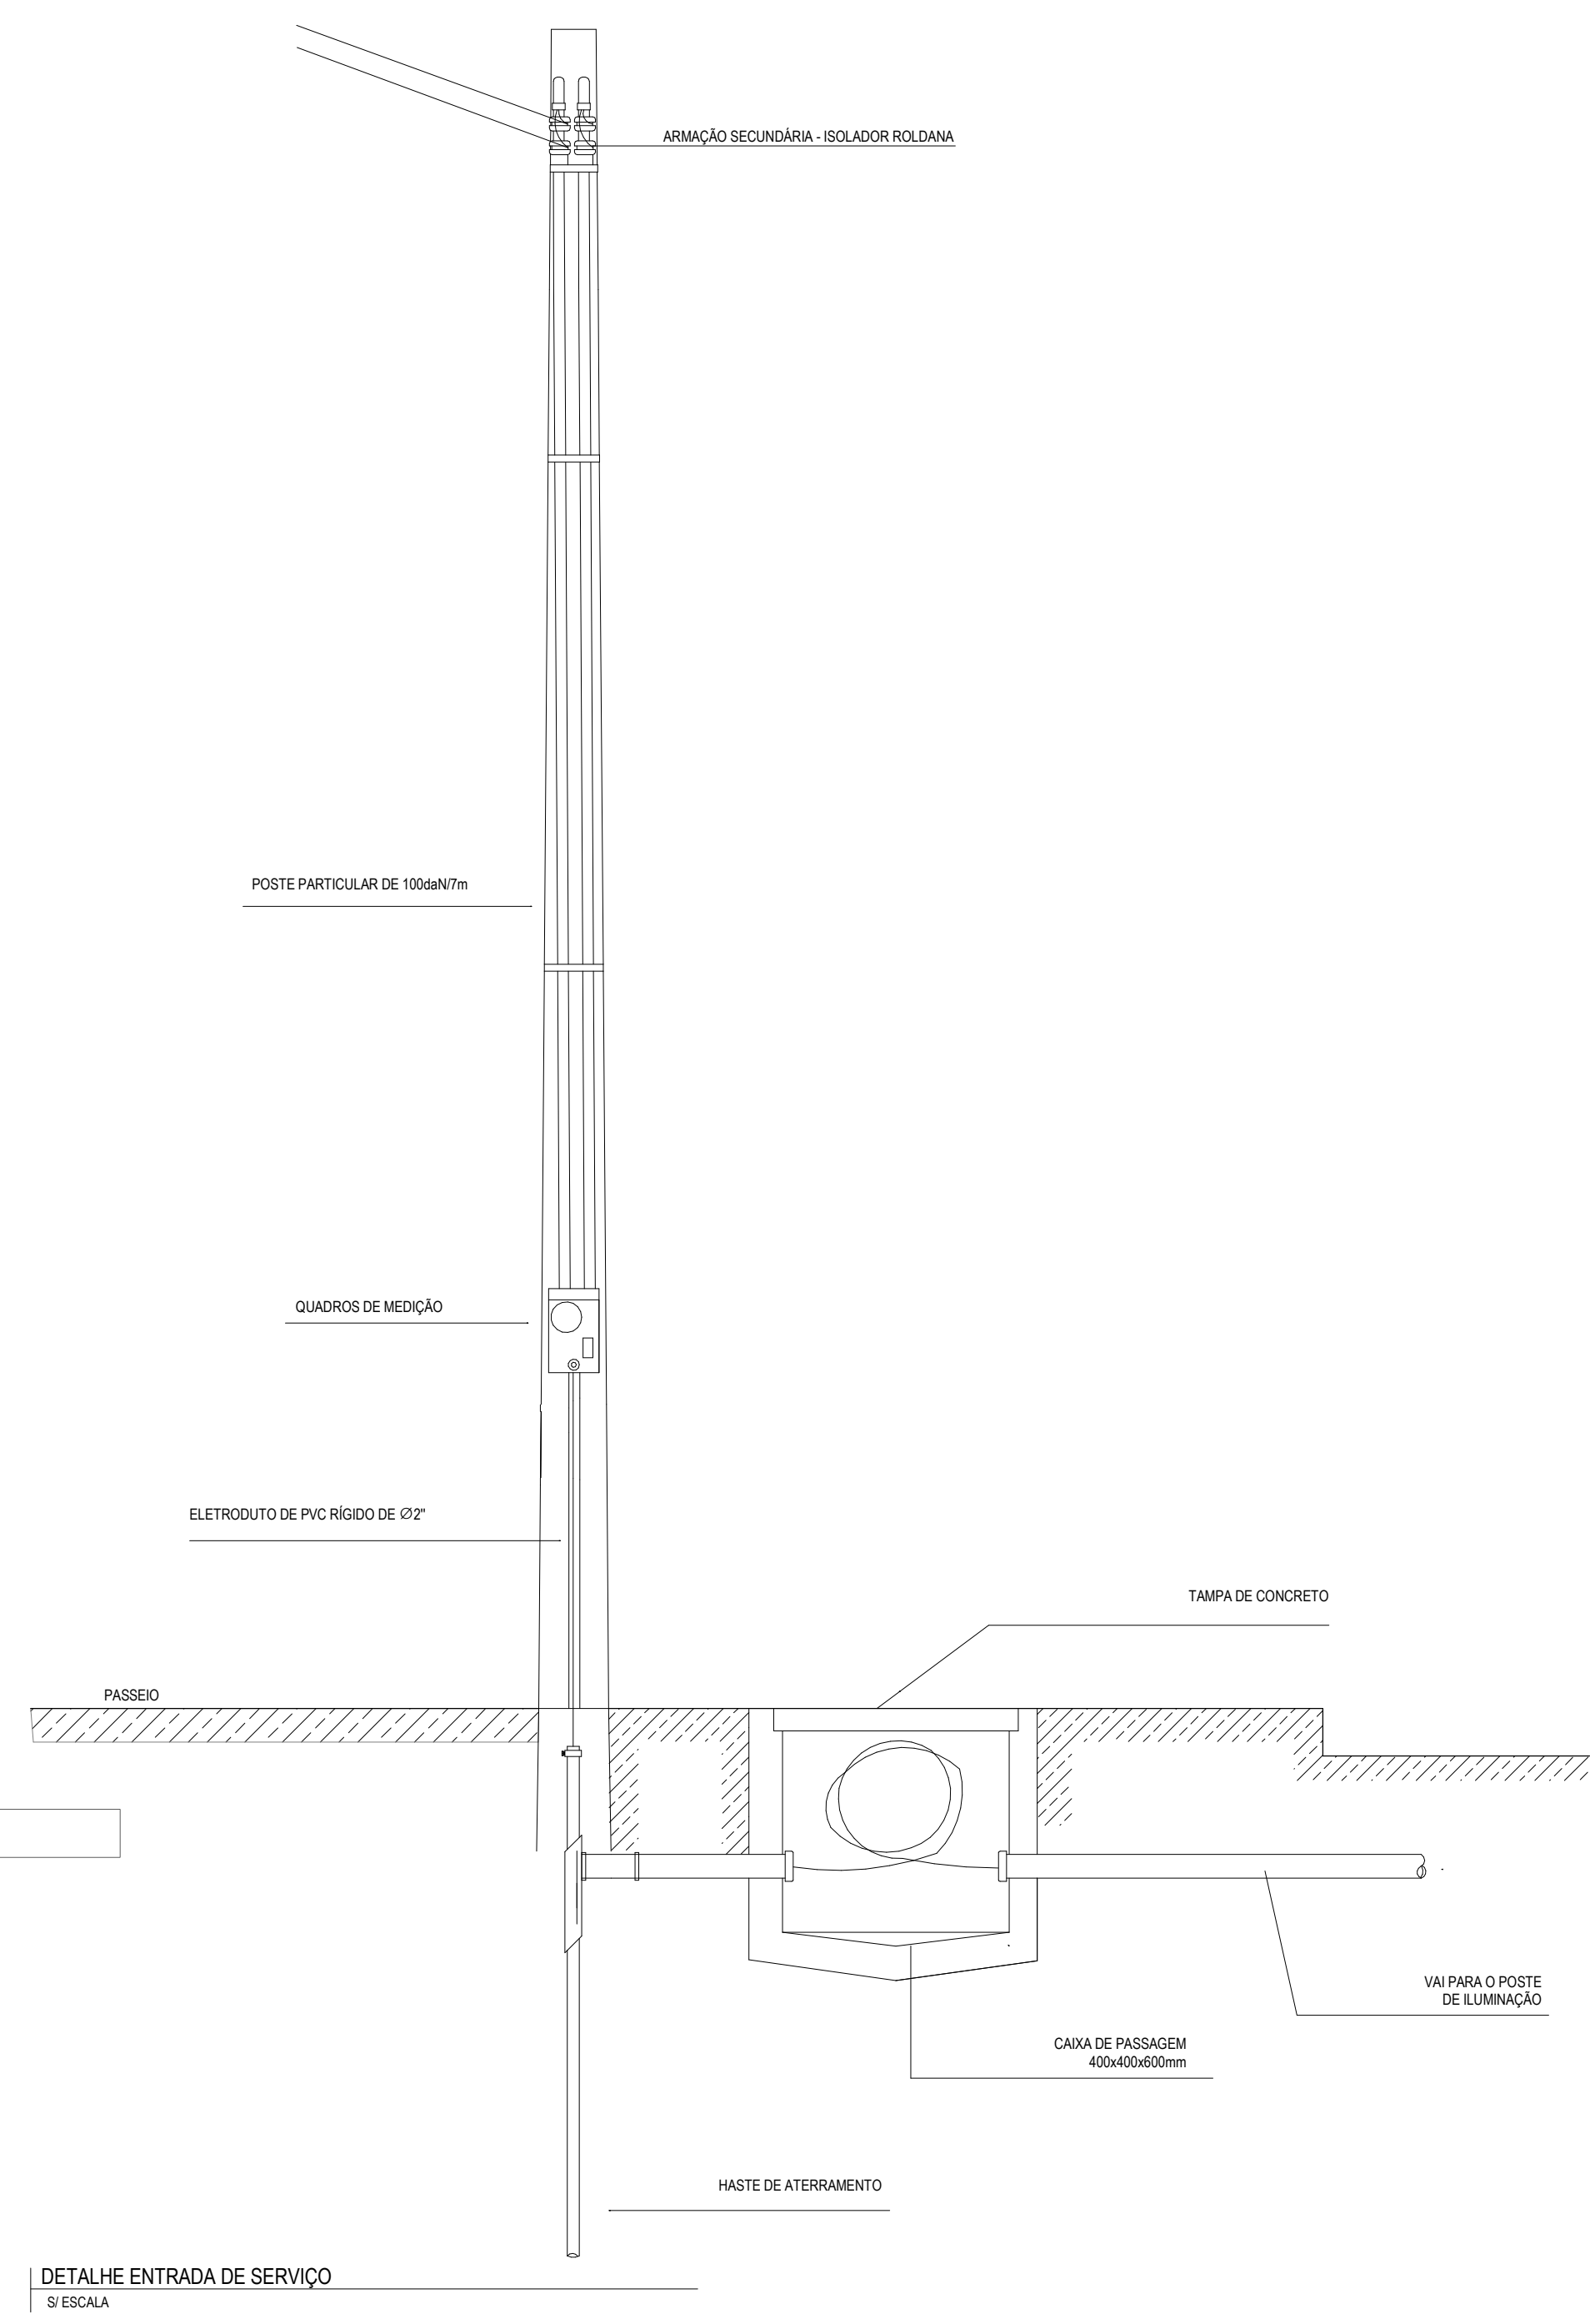 ARMAÇÃO SECUNDÁRIA - ISOLADOR ROLDANA
POSTE PARTICULAR DE 100daN/7m
QUADROS DE MEDIÇÃO
ELETRODUTO DE PVC RÍGIDO DE ∅2"
TAMPA DE CONCRETO
PASSEIO
VAI PARA O POSTE
DE ILUMINAÇÃO
CAIXA DE PASSAGEM
400x400x600mm
HASTE DE ATERRAMENTO
DETALHE ENTRADA DE SERVIÇO
S/ ESCALA